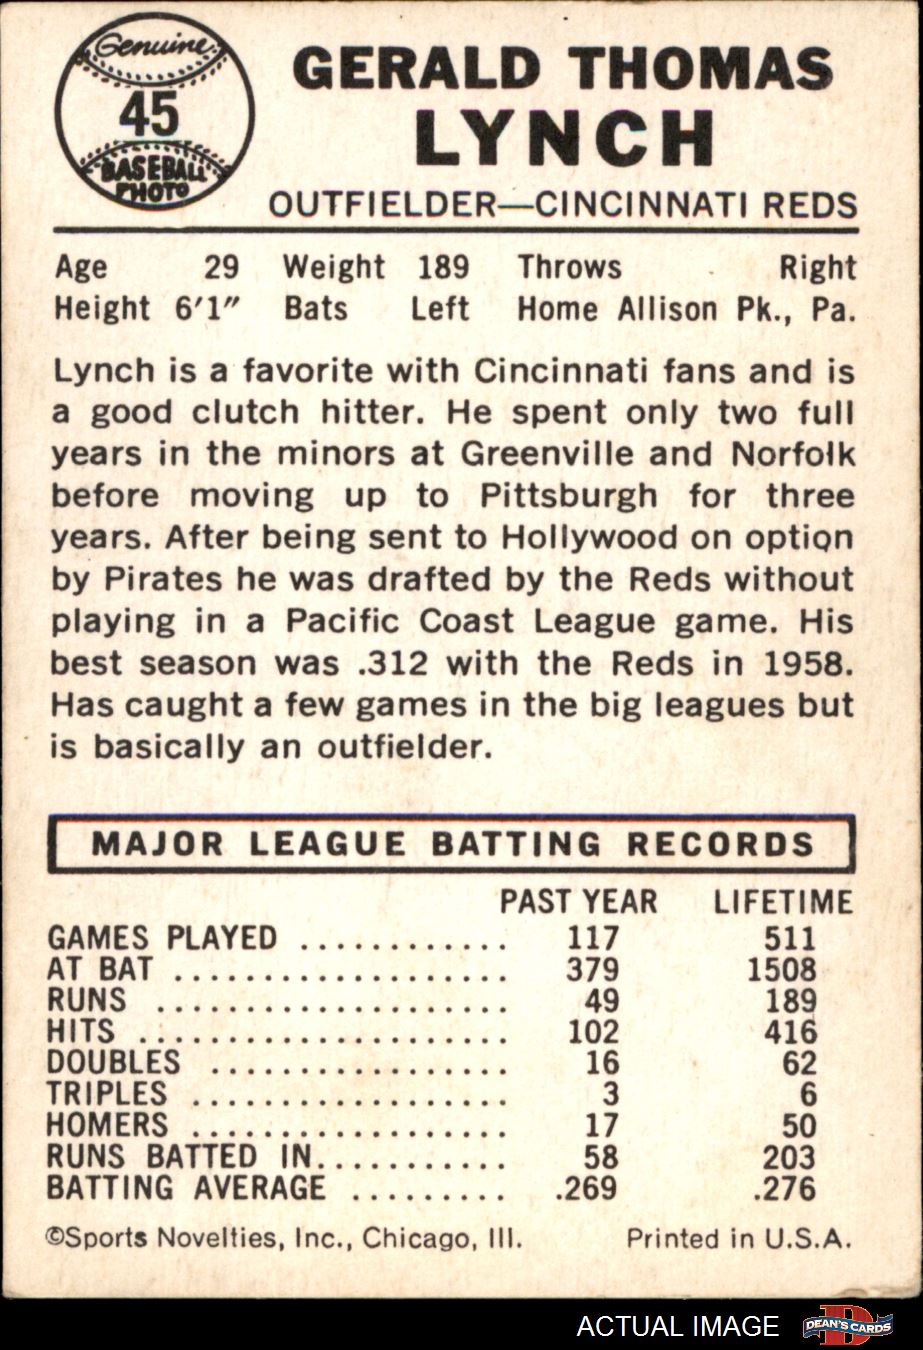 Genuine
45
BASEBALL
PHOTO
GERALD THOMAS
LYNCH
OUTFIELDER—CINCINNATI REDS
Age 29 Weight 189 Throws Right
Height 6'1" Bats Left Home Allison Pk., Pa.
Lynch is a favorite with Cincinnati fans and is
a good clutch hitter. He spent only two full
years in the minors at Greenville and Norfolk
before moving up to Pittsburgh for three
years. After being sent to Hollywood on option
by Pirates he was drafted by the Reds without
playing in a Pacific Coast League game. His
best season was .312 with the Reds in 1958.
Has caught a few games in the big leagues but
is basically an outfielder.
MAJOR LEAGUE BATTING RECORDS
PAST YEAR LIFETIME
GAMES PLAYED ............ 117 511
AT BAT ................... 379 1508
RUNS .................... 49 189
HITS ..................... 102 416
DOUBLES ................. 16 62
TRIPLES .................. 3 6
HOMERS .................. 17 50
RUNS BATTED IN........... 58 203
BATTING AVERAGE ......... .269 .276
©Sports Novelties, Inc., Chicago, Ill. Printed in U.S.A.
ACTUAL IMAGE D DEAN'S CARDS